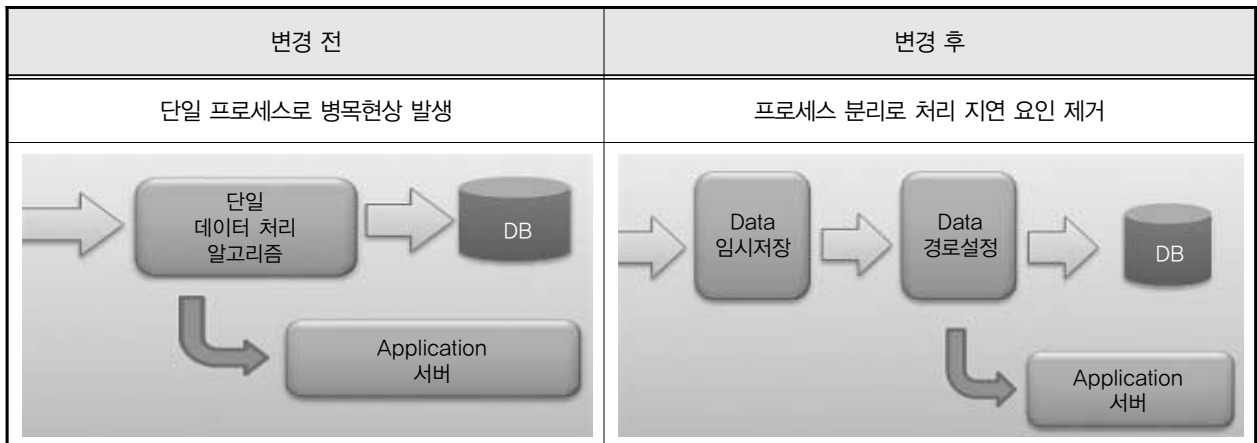 변경 전
변경 후
단일 프로세스로 병목현상 발생
프로세스 분리로 처리 지연 요인 제거
단일
데이터 처리
알고리즘
DB
Application
서버
Data
임시저장
Data
경로설정
DB
Application
서버